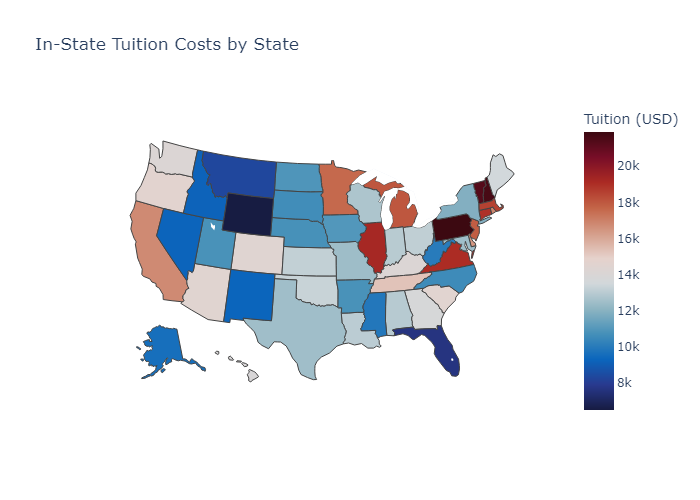 In-State Tuition Costs by State
Tuition (USD)
20k
18k
16k
14k
12k
10k
8k